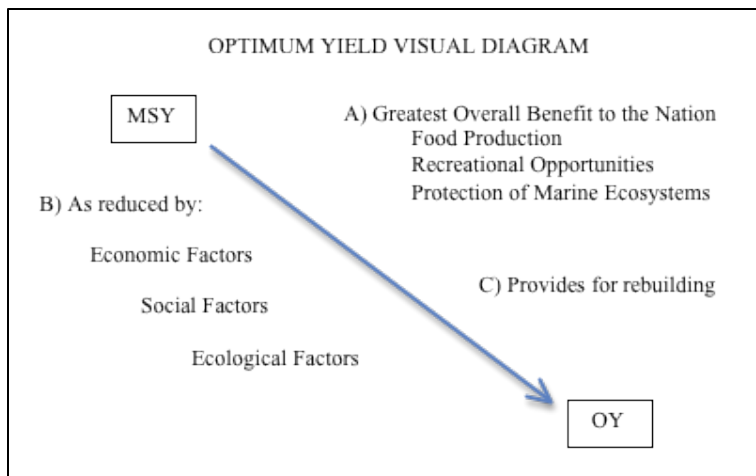 OPTIMUM YIELD VISUAL DIAGRAM
MSY
A) Greatest Overall Benefit to the Nation
Food Production
Recreational Opportunities
Protection of Marine Ecosystems
B) As reduced by:
Economic Factors
Social Factors
Ecological Factors
C) Provides for rebuilding
OY